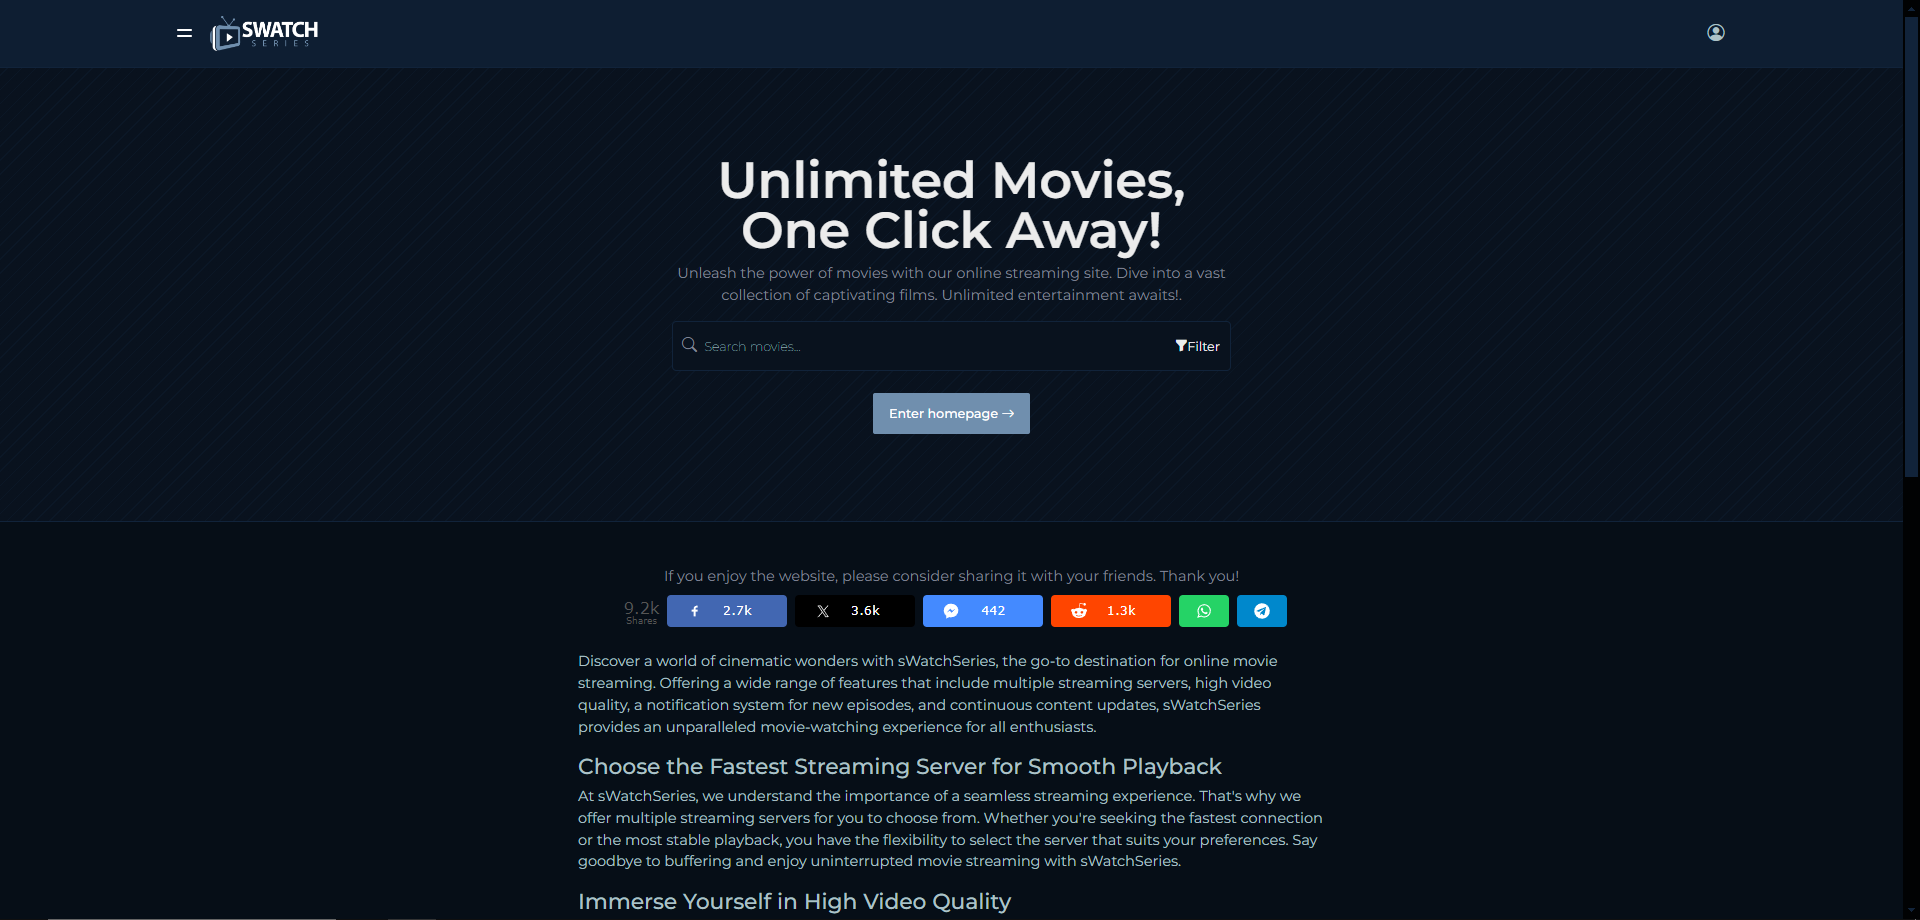 SWATCH
SERIES
Unlimited Movies,
One Click Away!
Unleash the power of movies with our online streaming site. Dive into a vast
collection of captivating films. Unlimited entertainment awaits!.
Search movies...
Filter
Enter homepage →
If you enjoy the website, please consider sharing it with your friends. Thank you!
9.2k
Shares
2.7k
3.6k
442
1.3k
Discover a world of cinematic wonders with sWatchSeries, the go-to destination for online movie
streaming. Offering a wide range of features that include multiple streaming servers, high video
quality, a notification system for new episodes, and continuous content updates, sWatchSeries
provides an unparalleled movie-watching experience for all enthusiasts.
Choose the Fastest Streaming Server for Smooth Playback
At sWatchSeries, we understand the importance of a seamless streaming experience. That's why we
offer multiple streaming servers for you to choose from. Whether you're seeking the fastest connection
or the most stable playback, you have the flexibility to select the server that suits your preferences. Say
goodbye to buffering and enjoy uninterrupted movie streaming with sWatchSeries.
Immerse Yourself in High Video Quality